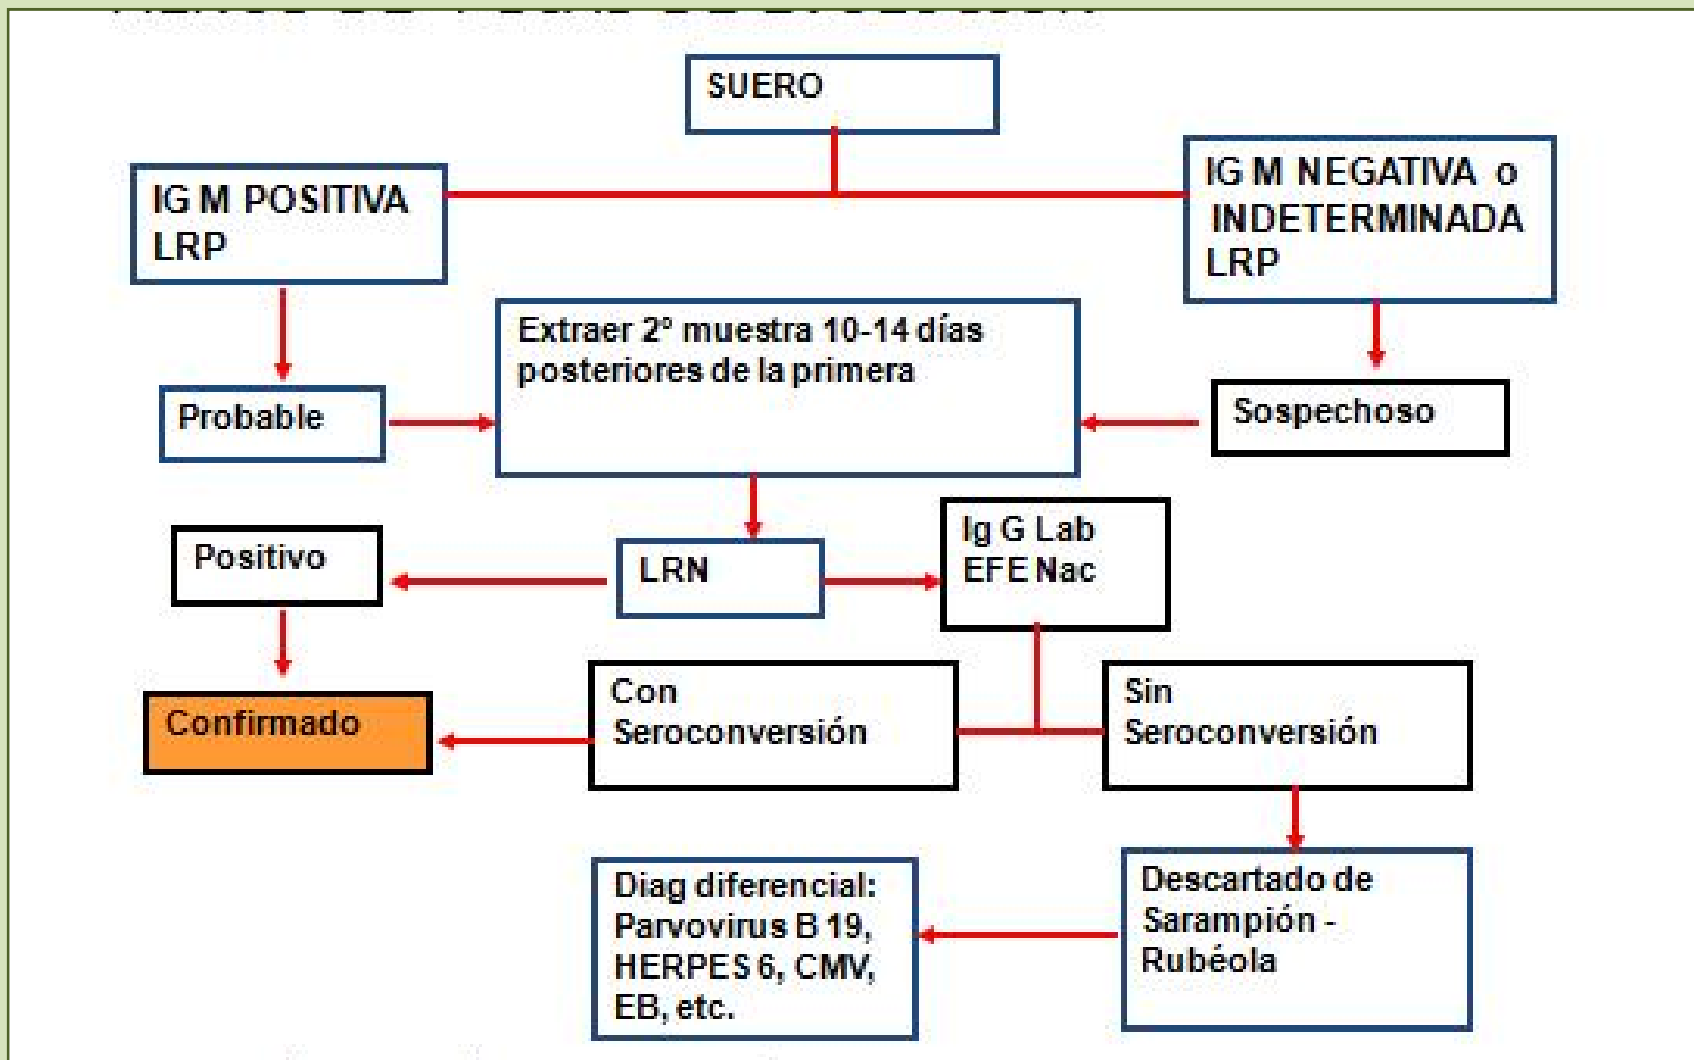 SUERO
IG M POSITIVA
LRP
IG M NEGATIVA o
INDETERMINADA
LRP
Extraer 2º muestra 10-14 días
posteriores de la primera
Probable
Sospechoso
Positivo
LRN
Ig G Lab
EFE Nac
Confirmado
Con
Seroconversión
Sin
Seroconversión
Diag diferencial:
Parvovirus B 19,
HERPES 6, CMV,
EB, etc.
Descartado de
Sarampión -
Rubéola